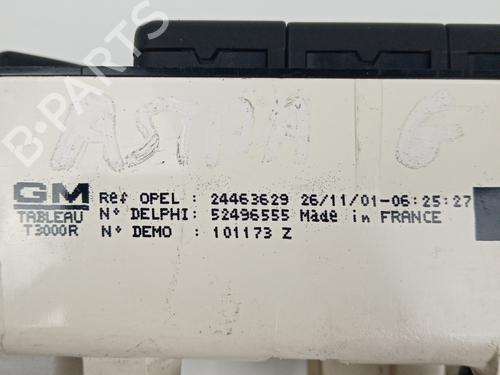 ASTRA G
GM Ref OPEL : 24463629 26/11/01-06:25:27
TABLEAU N° DELPHI: 52496555 Made in FRANCE
T3000R N° DEMO : 101173 Z
B-PARTS